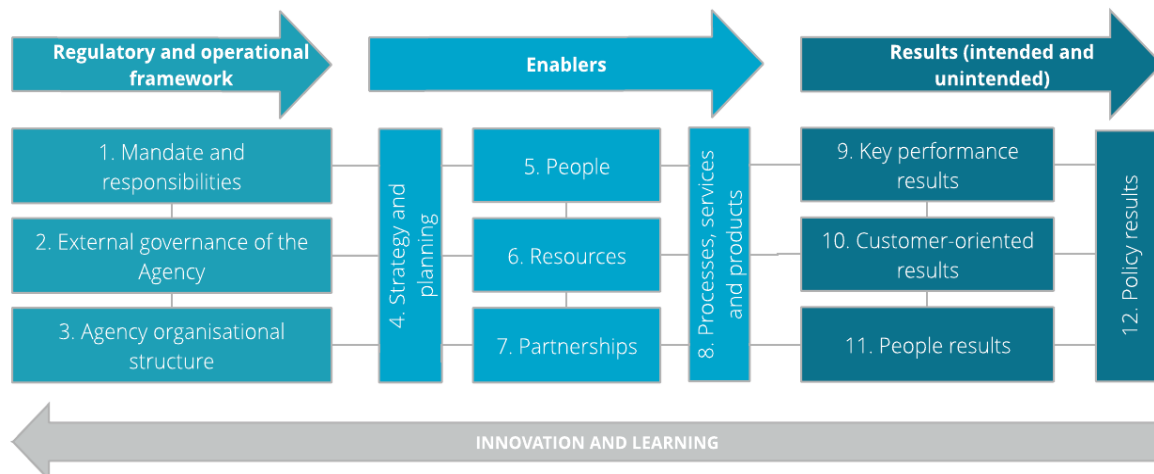 Regulatory and operational
framework
Enablers
Results (intended and
unintended)
1. Mandate and
responsibilities
2. External governance of the
Agency
3. Agency organisational
structure
4. Strategy and
planning
5. People
6. Resources
7. Partnerships
8. Processes, services
and products
9. Key performance
results
10. Customer-oriented
results
11. People results
12. Policy results
INNOVATION AND LEARNING